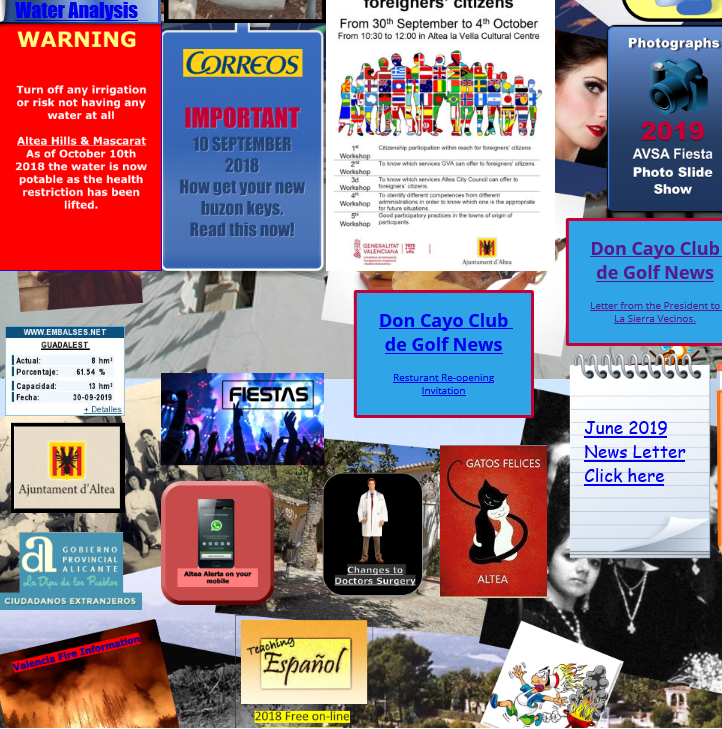 Water Analysis
WARNING
Turn off any irrigation
or risk not having any
water at all
Altea Hills & Mascarat
As of October 10th
2018 the water is now
potable as the health
restriction has been
lifted.
CORREOS
IMPORTANT
10 SEPTEMBER
2018
How get your new
buzon keys.
Read this now!
foreigners' citizens
From 30th September to 4th October
From 10:30 to 12:00 in Altea la Vella Cultural Centre
1st Workshop Citizenship participation within reach for foreigners' citizens
2nd Workshop To know which services GVA can offer to foreigners' citizens
3d Workshop To know which services Altea City Council can offer to foreigners' citizens.
4th Workshop To identify different competences from different administrations in order to know which one is the appropriate for future situations.
5th Workshop Good participatory practices in the towns of origin of participants.
GENERALITAT
VALENCIANA
Ajuntament d'Altea
Photographs
2019
AVSA Fiesta
Photo Slide
Show
Don Cayo Club
de Golf News
Letter from the President to
La Sierra Vecinos.
WWW.EMBALSES.NET
GUADALEST
Actual: 8 hm³
Porcentaje: 61.54 %
Capacidad: 13 hm³
Fecha: 30-09-2019
+ Detalles
Don Cayo Club
de Golf News
Resturant Re-opening
Invitation
FIESTAS
June 2019
News Letter
Click here
Ajuntament d'Altea
GATOS FELICES
ALTEA
Altea Alerts on your
mobile
Changes to
Doctors Surgery
a
GOBIERNO
PROVINCIAL
ALICANTE
La Dipu de los Pueblos
CIUDADANOS EXTRANJEROS
Valencia Fire Information
Teaching
Español
2018 Free on-line